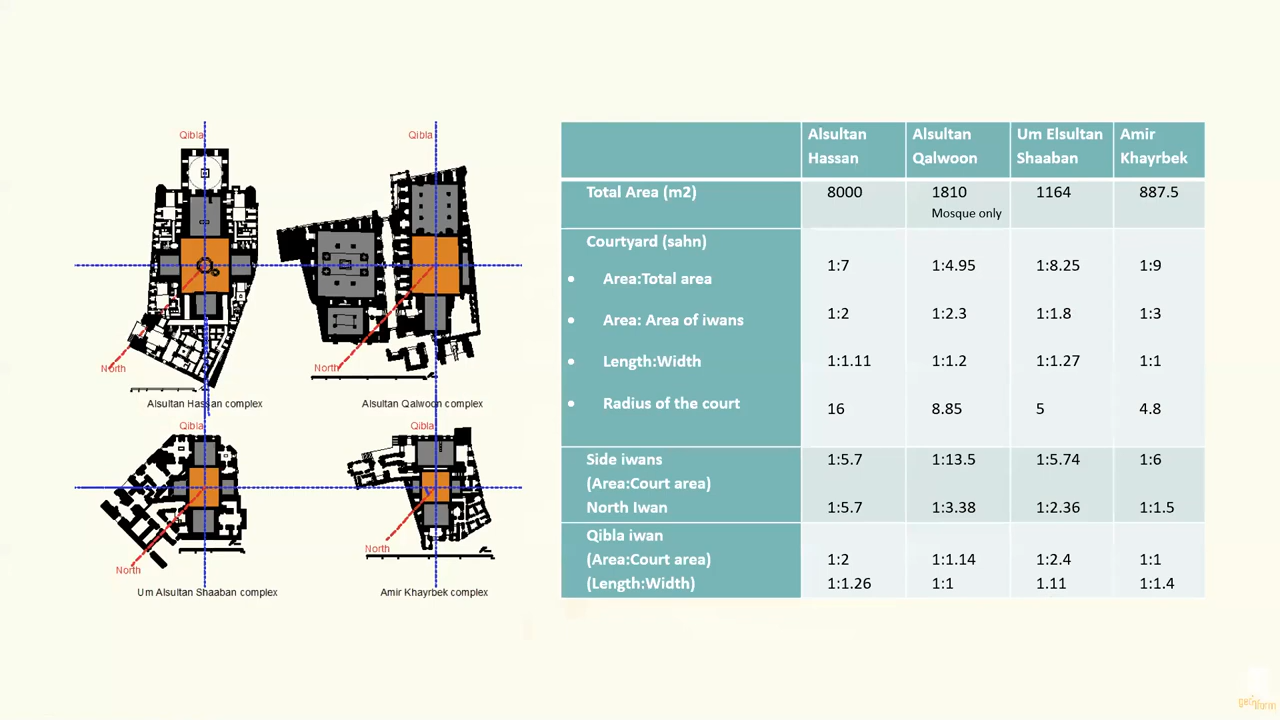 Qibla
Qibla
North
North
Alsultan Hassan complex
Alsultan Qalwoon complex
Qibla
Qibla
North
North
Um Alsultan Shaaban complex
Amir Khayrbek complex
Alsultan Hassan
Alsultan Qalwoon
Um Elsultan Shaaban
Amir Khayrbek
Total Area (m2)
8000
1810
Mosque only
1164
887.5
Courtyard (sahn)
• Area:Total area
1:7
1:4.95
1:8.25
1:9
• Area: Area of iwans
1:2
1:2.3
1:1.8
1:3
• Length:Width
1:1.11
1:1.2
1:1.27
1:1
• Radius of the court
16
8.85
5
4.8
Side iwans
(Area:Court area)
1:5.7
1:13.5
1:5.74
1:6
North Iwan
1:5.7
1:3.38
1:2.36
1:1.5
Qibla iwan
(Area:Court area)
1:2
1:1.14
1:2.4
1:1
(Length:Width)
1:1.26
1:1
1.11
1:1.4